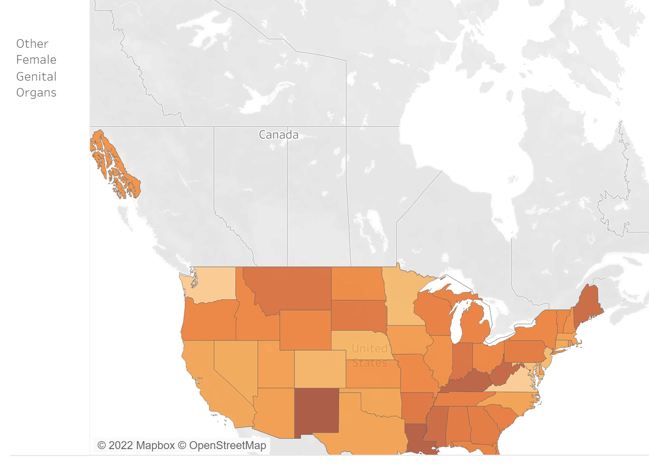 Other
Female
Genital
Organs
Canada
United
States
© 2022 Mapbox © OpenStreetMap